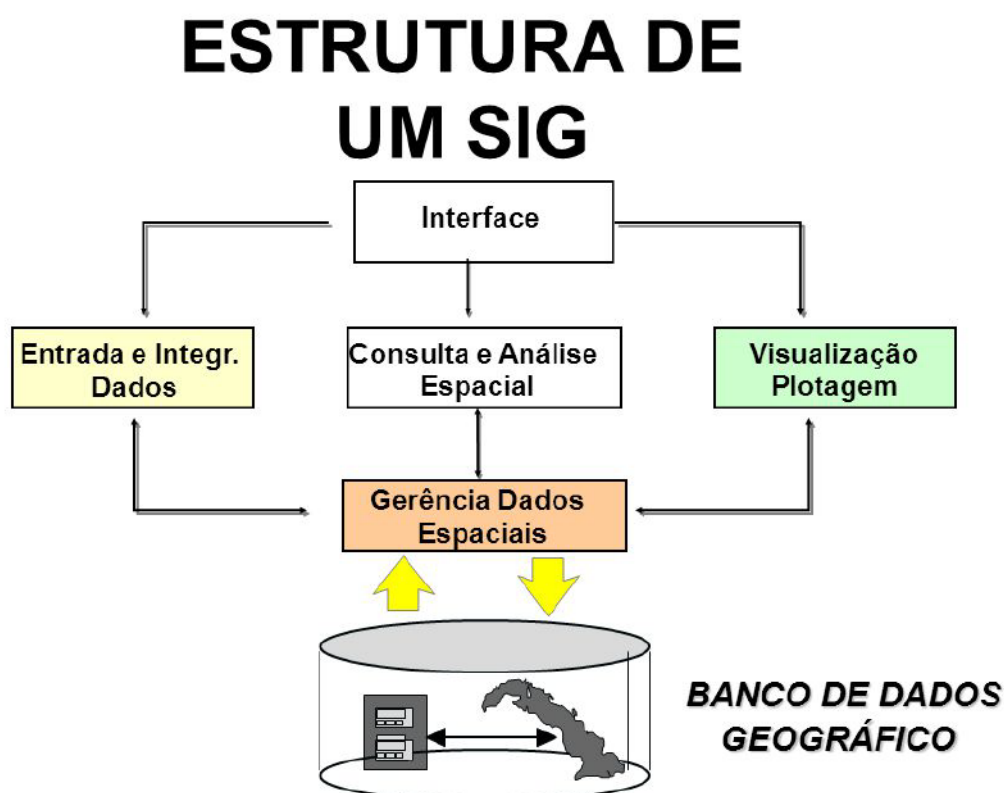 ESTRUTURA DE
UM SIG
Interface
Entrada e Integr.
Dados
Consulta e Análise
Espacial
Visualização
Plotagem
Gerência Dados
Espaciais
BANCO DE DADOS
GEOGRÁFICO